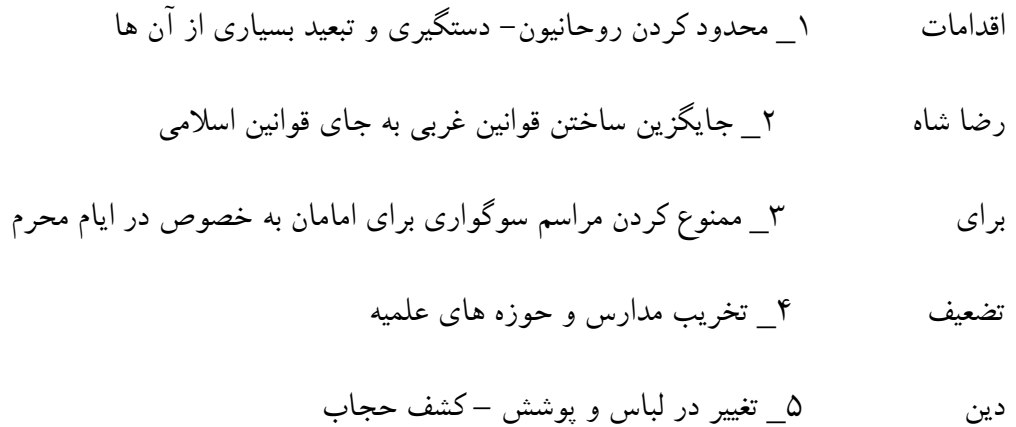 اقدامات ۱_ محدود کردن روحانیون- دستگیری و تبعید بسیاری از آن ها
رضا شاه ۲_ جایگزین ساختن قوانین غربی به جای قوانین اسلامی
برای ۳_ ممنوع کردن مراسم سوگواری برای امامان به خصوص در ایام محرم
تضعیف ۴_ تخریب مدارس و حوزه های علمیه
دین ۵_ تغییر در لباس و پوشش – کشف حجاب